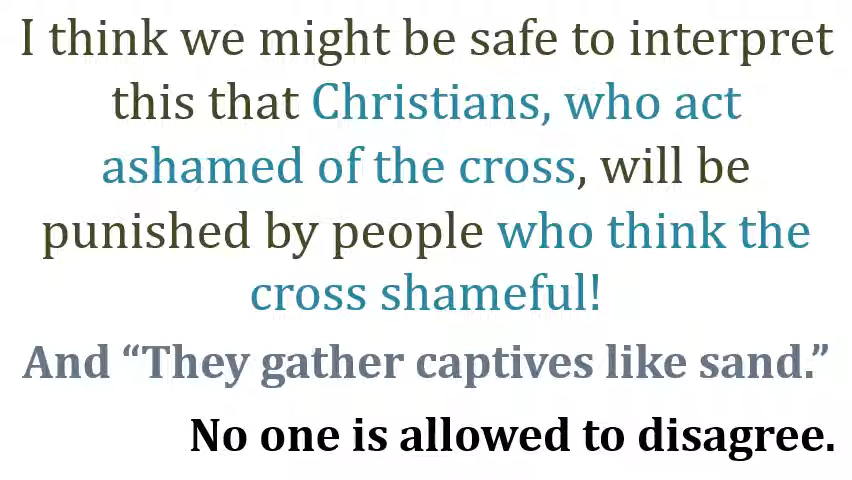 I think we might be safe to interpret
this that Christians, who act
ashamed of the cross, will be
punished by people who think the
cross shameful!
And “They gather captives like sand.”
No one is allowed to disagree.